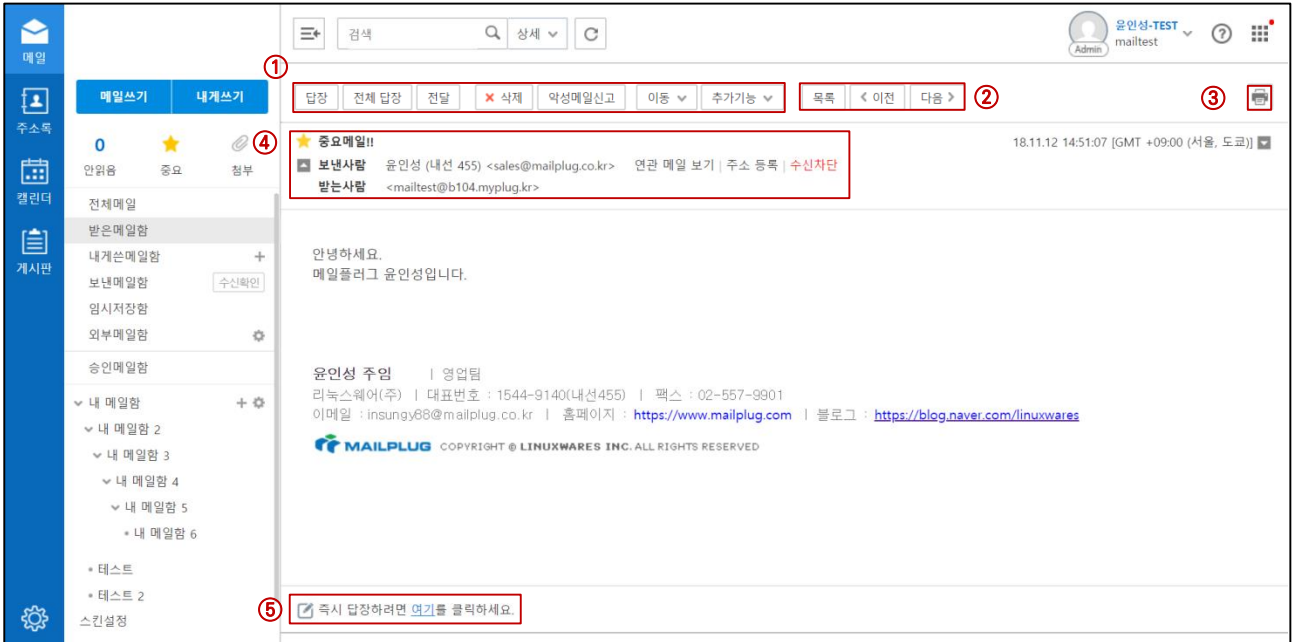 메일
주소록
캘린더
게시판
메일쓰기 내게쓰기
0
안읽음 중요 첨부
전체메일
받은메일함
내게쓴메일함
보낸메일함 수신확인
임시저장함
외부메일함
승인메일함
내 메일함
내 메일함 2
내 메일함 3
내 메일함 4
내 메일함 5
내 메일함 6
테스트
테스트 2
스킨설정
검색 상세
Admin 윤인성-TEST
mailtest
①
답장 전체 답장 전달 삭제 악성메일신고 이동 추가기능 목록 이전 다음 ② ③
④ 중요메일!! 18.11.12 14:51:07 [GMT +09:00 (서울, 도쿄)]
보낸사람 윤인성 (내선 455) <sales@mailplug.co.kr> 연관 메일 보기 | 주소 등록 | 수신차단
받는사람 <mailtest@b104.myplug.kr>
안녕하세요.
메일플러그 윤인성입니다.
윤인성 주임 | 영업팀
리눅스웨어(주) | 대표번호 : 1544-9140(내선455) | 팩스 : 02-557-9901
이메일 : insungy88@mailplug.co.kr | 홈페이지 : https://www.mailplug.com | 블로그 : https://blog.naver.com/linuxwares
MAILPLUG COPYRIGHT © LINUXWARES INC. ALL RIGHTS RESERVED
⑤ 즉시 답장하려면 여기를 클릭하세요.